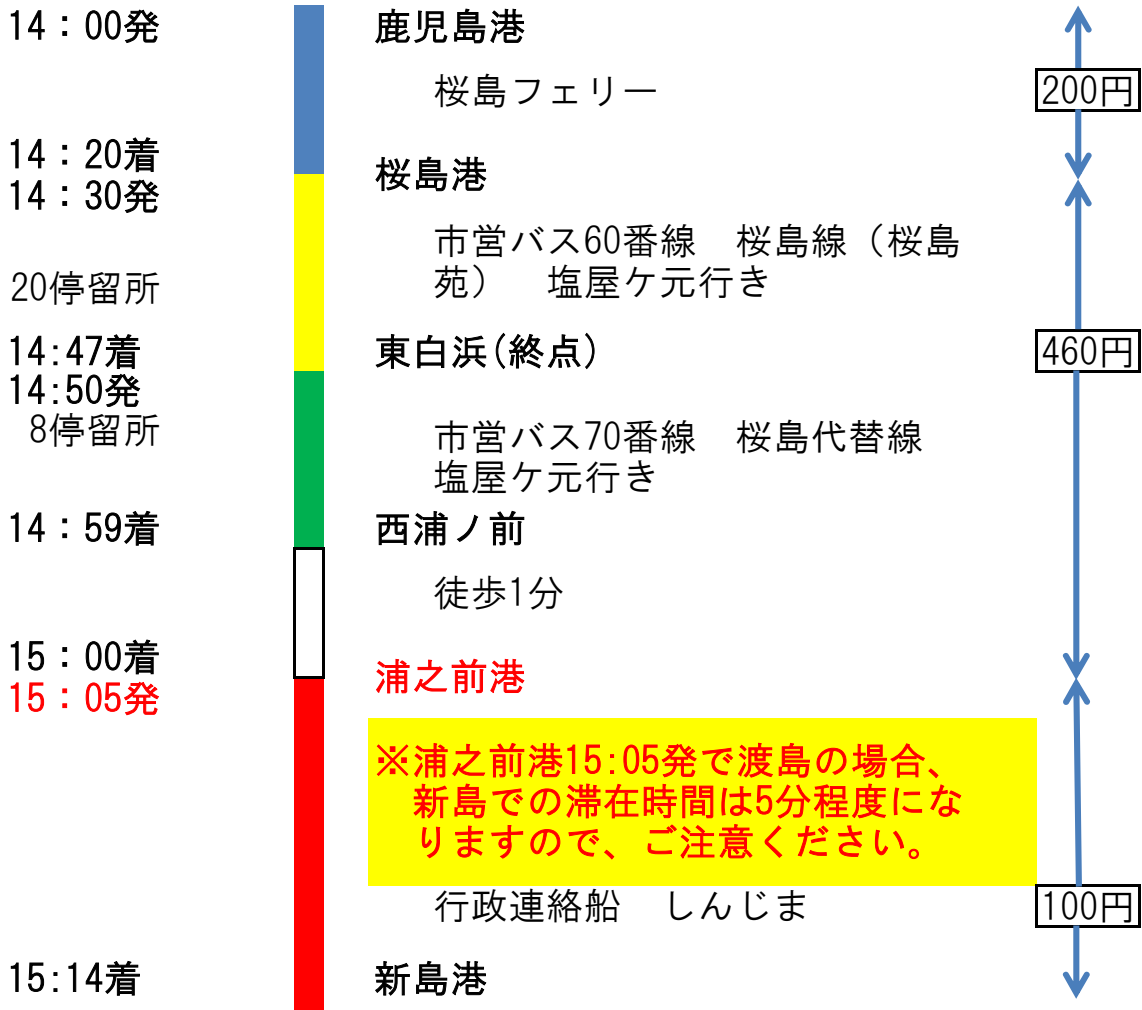 14：00発　鹿児島港
桜島フェリー　200円
14：20着
桜島港
14：30発
市営バス60番線　桜島線（桜島
苑）　塩屋ケ元行き
20停留所
14:47着　東白浜(終点)　460円
14:50発
8停留所
市営バス70番線　桜島代替線
塩屋ケ元行き
14：59着　西浦ノ前
徒歩1分
15：00着
浦之前港
15：05発
※浦之前港15:05発で渡島の場合、
新島での滞在時間は5分程度にな
りますので、ご注意ください。
行政連絡船　しんじま　100円
15:14着　新島港